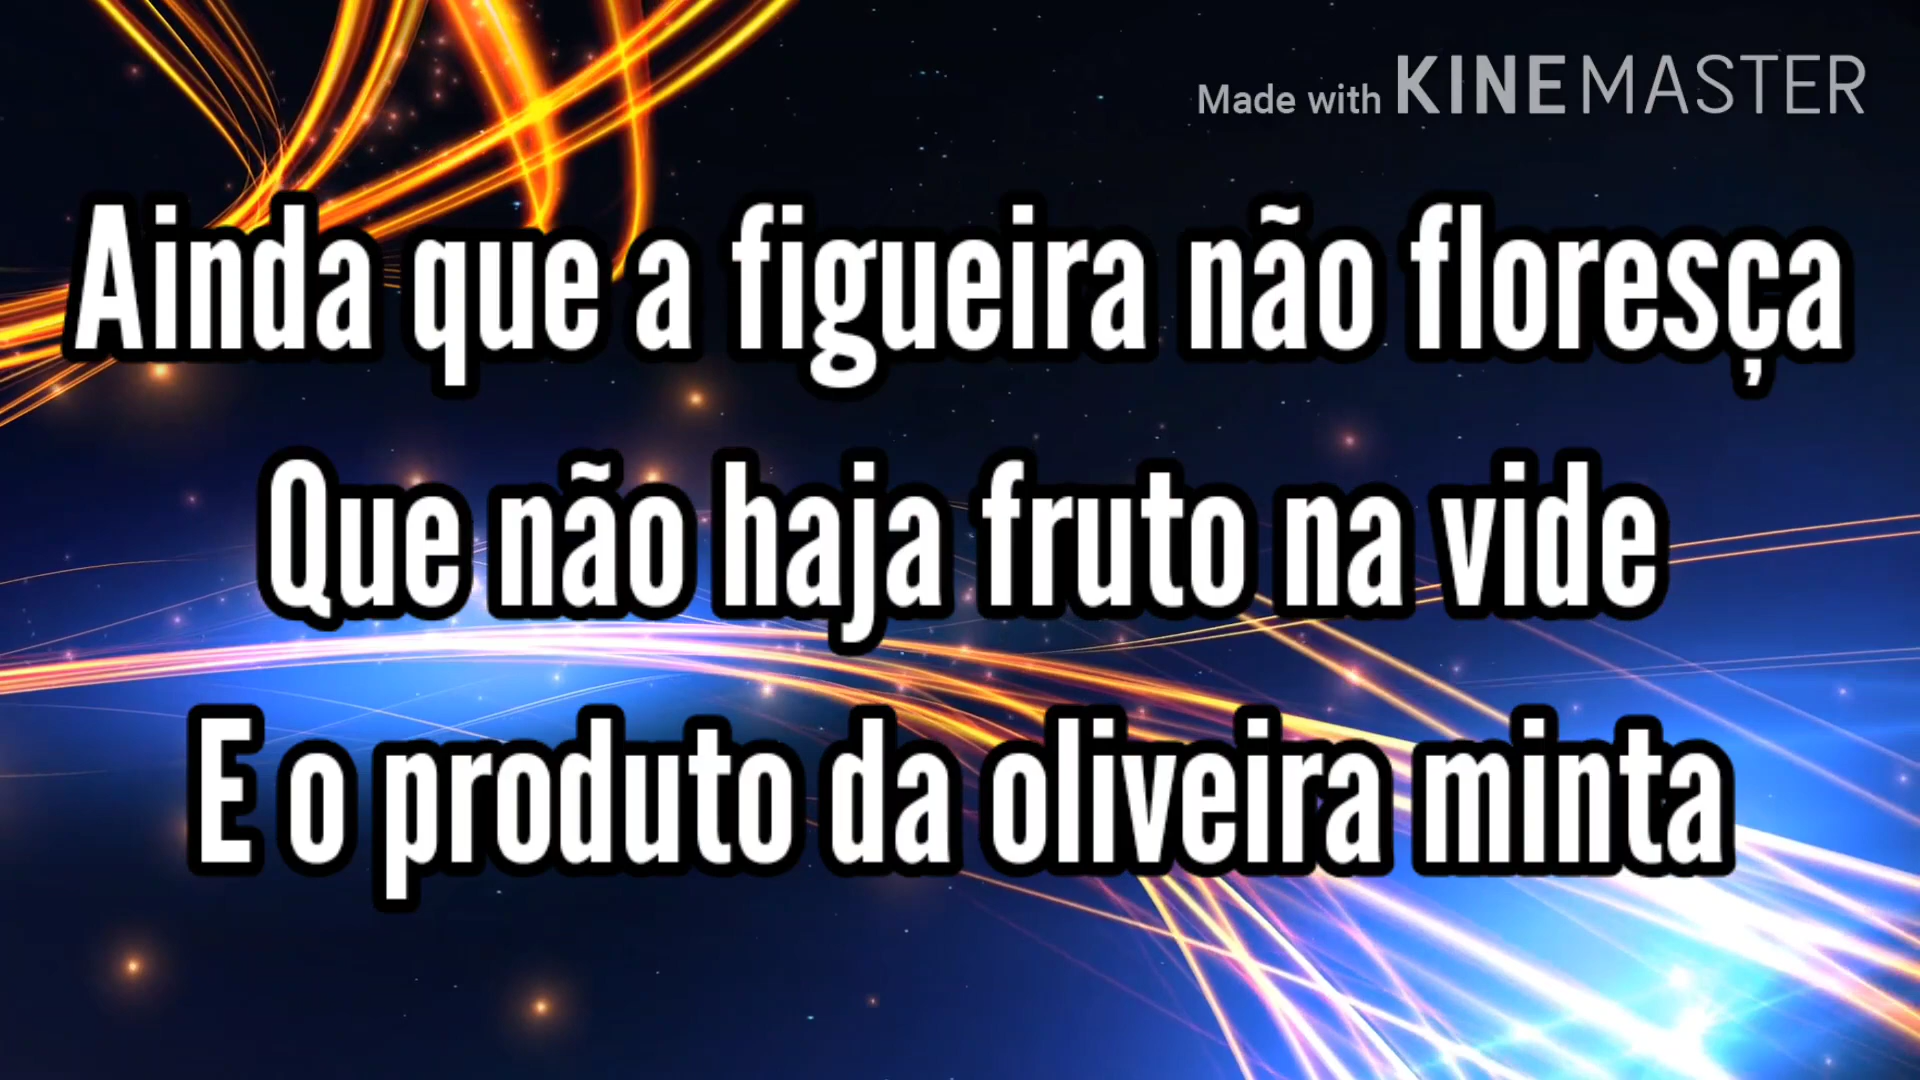 Made with KINEMASTER
Ainda que a figueira não floresça
Que não haja fruto na vide
E o produto da oliveira minta